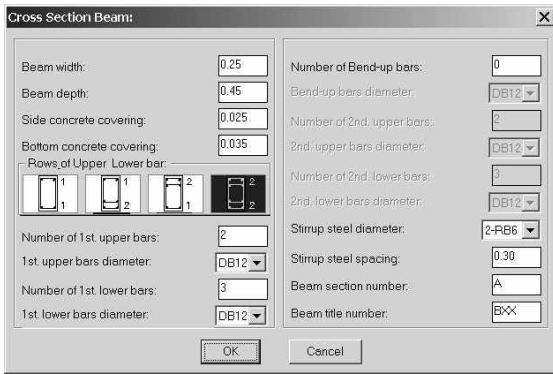 Cross Section Beam:
Beam width: 0.25
Beam depth: 0.45
Side concrete covering: 0.025
Bottom concrete covering: 0.035
Rows of Upper Lower bar:
1 1 2 2
1 2 1 2
Number of 1st. upper bars: 2
1st. upper bars diameter: DB12
Number of 1st. lower bars: 3
1st. lower bars diameter: DB12
Number of Bend-up bars: 0
Bend-up bars diameter: DB12
Number of 2nd. upper bars: 2
2nd. upper bars diameter: DB12
Number of 2nd. lower bars: 3
2nd. lower bars diameter: DB12
Stirrup steel diameter: 2-RB6
Stirrup steel spacing: 0.30
Beam section number: A
Beam title number: BXX
OK Cancel